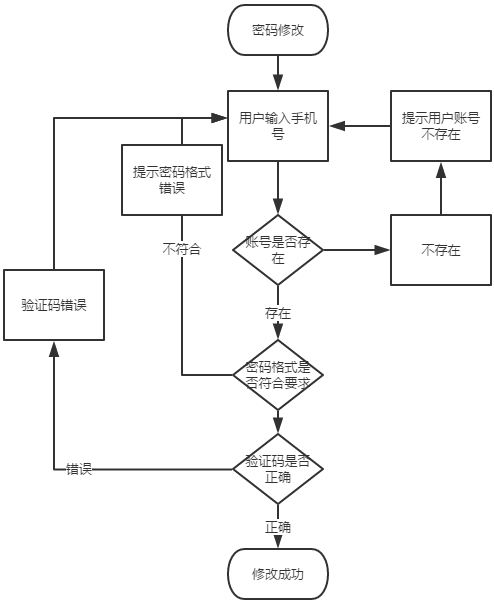 密码修改
用户输入手机
号
提示用户账号
不存在
提示密码格式
错误
账号是否存
在
不存在
不符合
验证码错误
存在
密码格式是
否符合要求
验证码是否
正确
错误
正确
修改成功